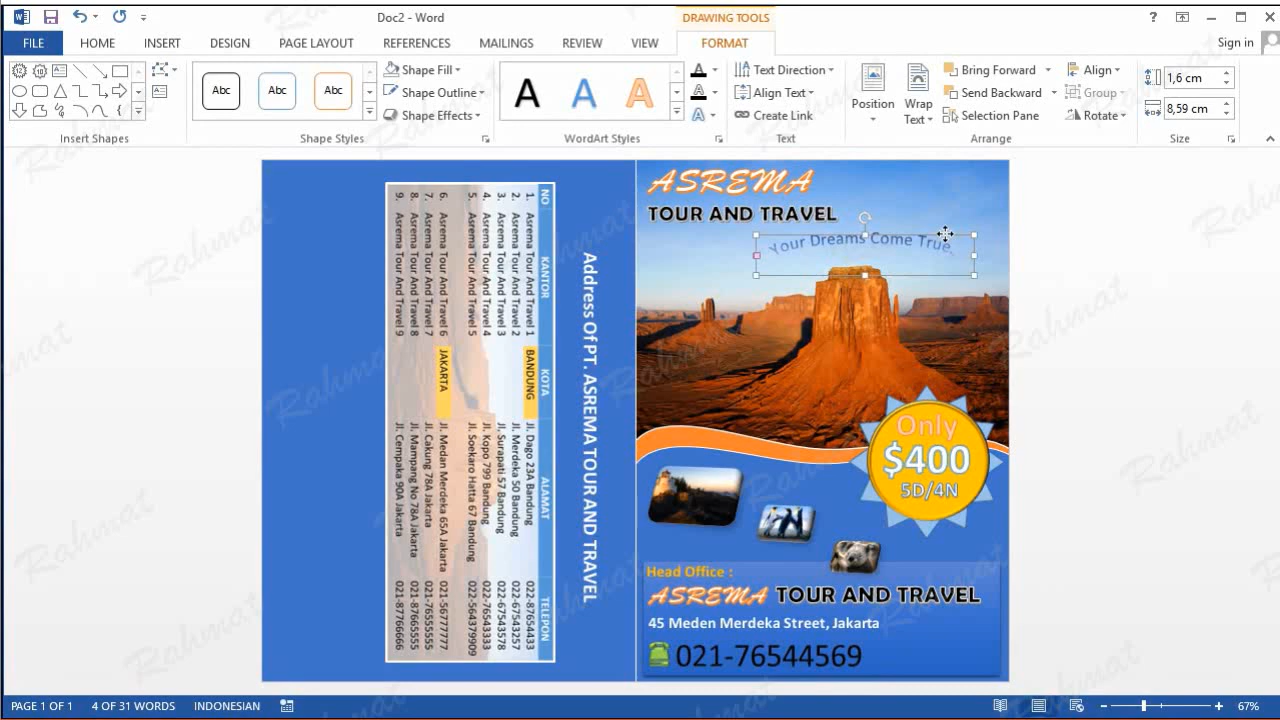 Doc2 - Word
DRAWING TOOLS
?
FILE
HOME
INSERT
DESIGN
PAGE LAYOUT
REFERENCES
MAILINGS
REVIEW
VIEW
FORMAT
Sign in
Abc
Abc
Abc
Shape Fill
Shape Outline
Shape Effects
A
A
A
Text Direction
Align Text
Create Link
Position
Wrap Text
Bring Forward
Send Backward
Selection Pane
Align
Group
Rotate
1,6 cm
8,59 cm
Insert Shapes
Shape Styles
WordArt Styles
Text
Arrange
Size
Address Of PT. ASREMA TOUR AND TRAVEL
NO KANTOR KOTA ALAMAT TELEPON
1. Asrema Tour And Travel 1 BANDUNG Jl. Dago 23A Bandung 022-87654433
2. Asrema Tour And Travel 2 Jl. Merdeka 50 Bandung 022-67543257
3. Asrema Tour And Travel 3 Jl. Surapati 57 Bandung 022-67543578
4. Asrema Tour And Travel 4 Jl. Kopo 799 Bandung 022-76543333
5. Asrema Tour And Travel 5 Jl. Soekaro Hatta 67 Bandung 022-564379909
6. Asrema Tour And Travel 6 JAKARTA Jl. Medan Merdeka 65A Jakarta 021-56777777
7. Asrema Tour And Travel 7 Jl. Cakung 78A Jakarta 021-76555555
8. Asrema Tour And Travel 8 Jl. Mampang No 78A Jakarta 021-87665555
9. Asrema Tour And Travel 9 Jl. Cempaka 90A Jakarta 021-87766666
ASREMA
TOUR AND TRAVEL
Your Dreams Come True.
Only
$400
5D/4N
Head Office :
ASREMA TOUR AND TRAVEL
45 Meden Merdeka Street, Jakarta
021-76544569
PAGE 1 OF 1
4 OF 31 WORDS
INDONESIAN
67%
Rahmat